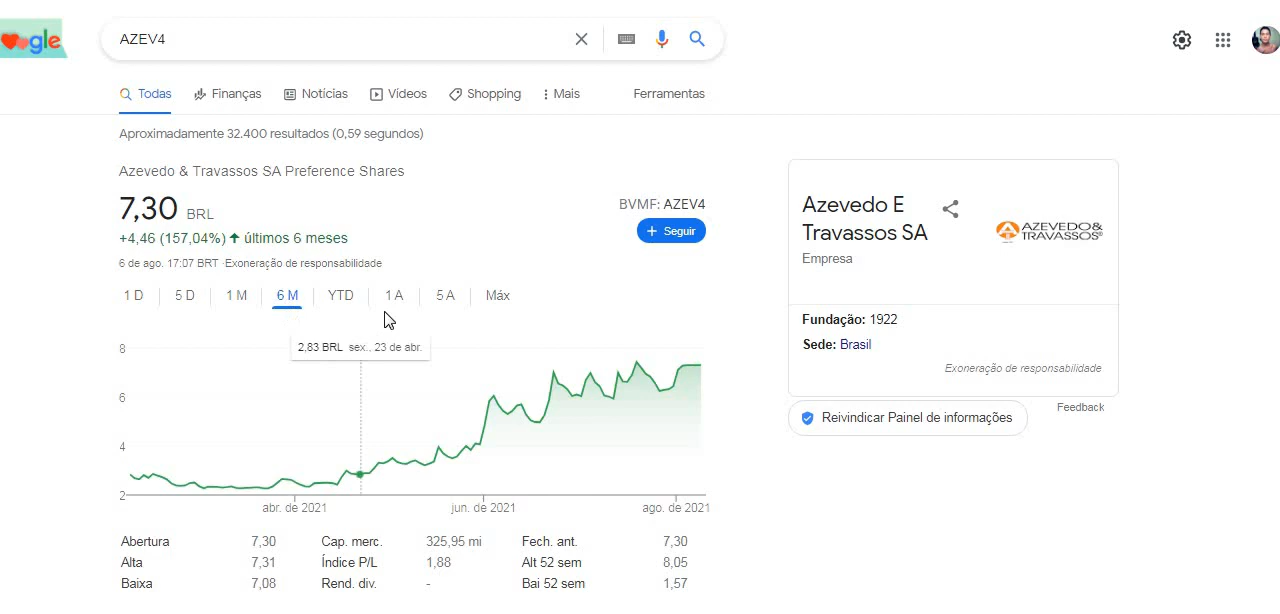 gle
AZEV4
Todas
Finanças
Notícias
Vídeos
Shopping
Mais
Ferramentas
Aproximadamente 32.400 resultados (0,59 segundos)
Azevedo & Travassos SA Preference Shares
7,30 BRL
BVMF: AZEV4
+ Seguir
+4,46 (157,04%) últimos 6 meses
6 de ago. 17:07 BRT · Exoneração de responsabilidade
1 D 5 D 1 M 6 M YTD 1 A 5 A Máx
2,83 BRL sex., 23 de abr.
8
6
4
2
abr. de 2021 jun. de 2021 ago. de 2021
Abertura 7,30 Cap. merc. 325,95 mi Fech. ant. 7,30
Alta 7,31 Índice P/L 1,88 Alt 52 sem 8,05
Baixa 7,08 Rend. div. - Bai 52 sem 1,57
Azevedo E
Travassos SA
Empresa
AZEVEDO&
TRAVASSOS
Fundação: 1922
Sede: Brasil
Exoneração de responsabilidade
Feedback
Reivindicar Painel de informações